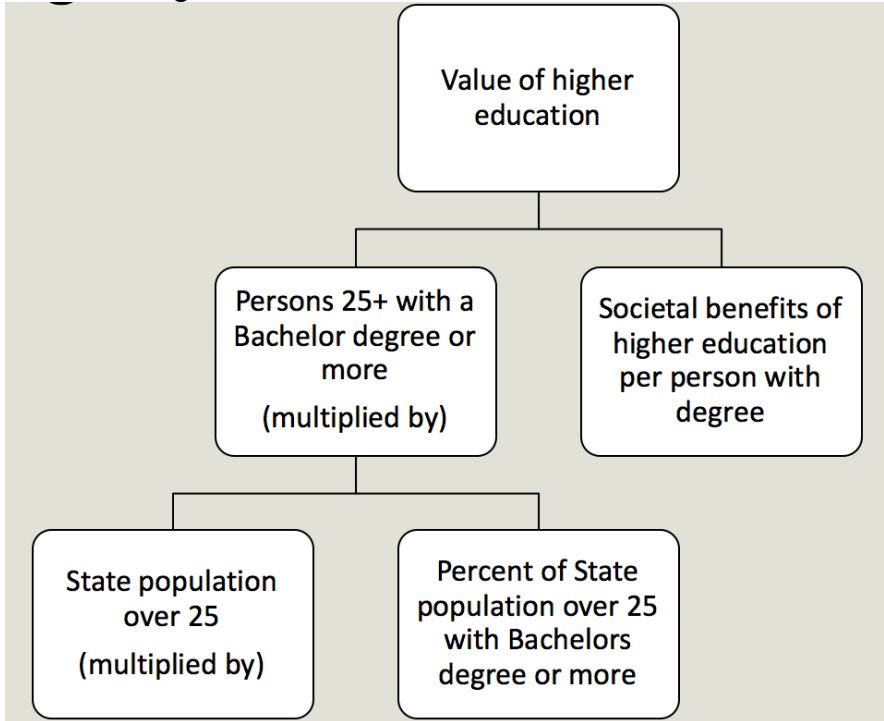 Value of higher
education
Persons 25+ with a
Bachelor degree or
more
(multiplied by)
Societal benefits of
higher education
per person with
degree
State population
over 25
(multiplied by)
Percent of State
population over 25
with Bachelors
degree or more